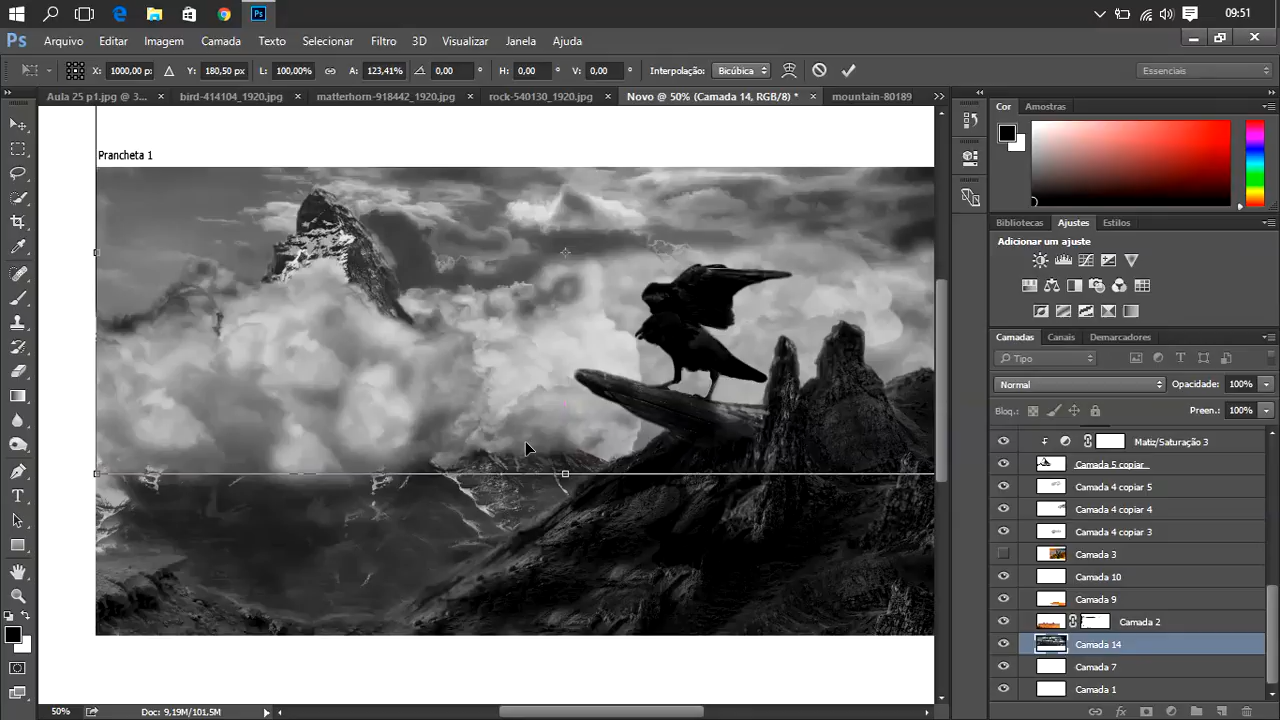 09:51
Ps
Arquivo Editar Imagem Camada Texto Selecionar Filtro 3D Visualizar Janela Ajuda
X: 1000,00 px Y: 180,50 px L: 100,00% A: 123,41% 0,00 ° H: 0,00 ° V: 0,00 ° Interpolação: Bicúbica Essenciais
Aula 25 p1.jpg @ 3... × bird-414104_1920.jpg × matterhorn-918442_1920.jpg × rock-540130_1920.jpg × Novo @ 50% (Camada 14, RGB/8) * × mountain-80189
Cor Amostras
Prancheta 1
Bibliotecas Ajustes Estilos
Adicionar um ajuste
Camadas Canais Demarcadores
Tipo
Normal Opacidade: 100%
Bloq.: Preen.: 100%
Matiz/Saturação 3
Camada 5 copiar
Camada 4 copiar 5
Camada 4 copiar 4
Camada 4 copiar 3
Camada 3
Camada 10
Camada 9
Camada 2
Camada 14
Camada 7
Camada 1
50% Doc: 9,19M/101,5M